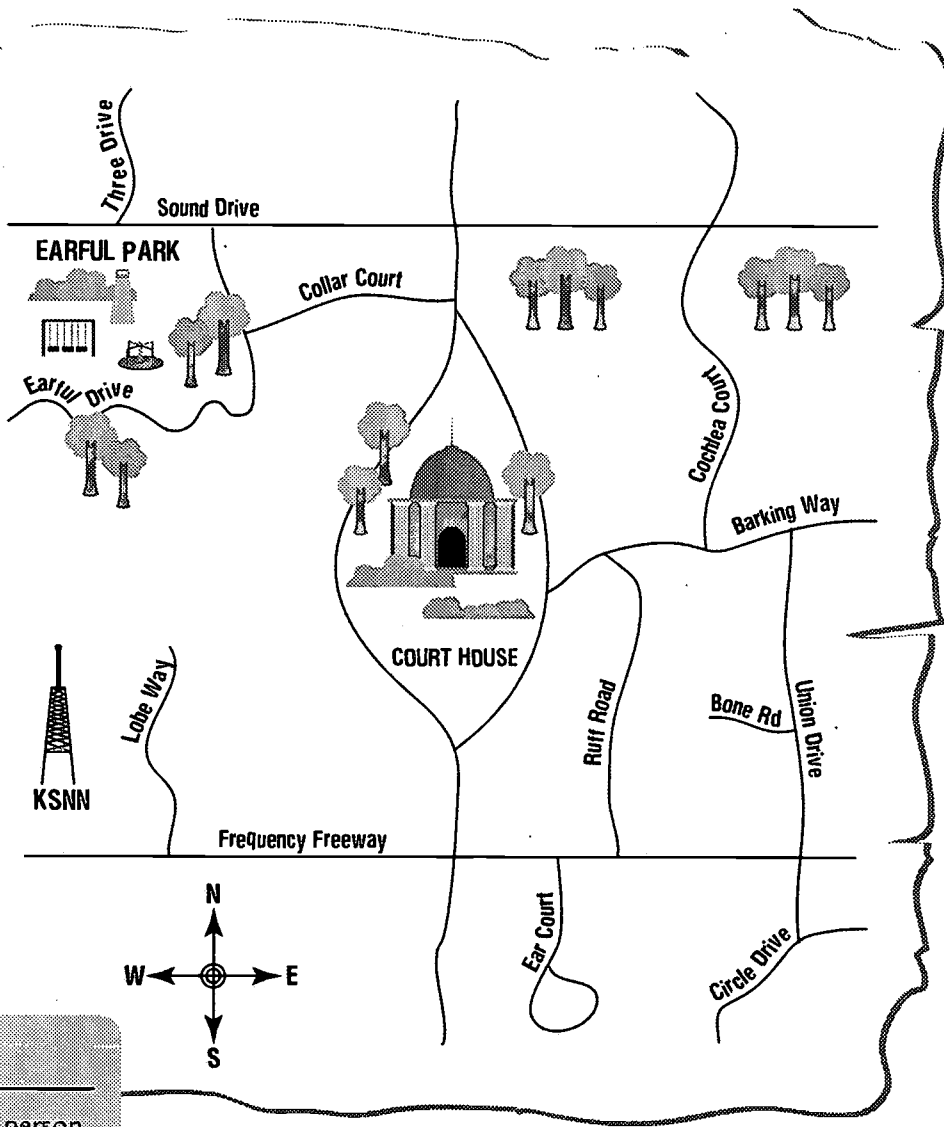 Three Drive
Sound Drive
EARFUL PARK
Collar Court
Earful Drive
Cochlea Court
Barking Way
COURT HOUSE
Lobe Way
Ruff Road
Bone Rd
Union Drive
KSNN
Frequency Freeway
N
Ear Court
W E
Circle Drive
S
person